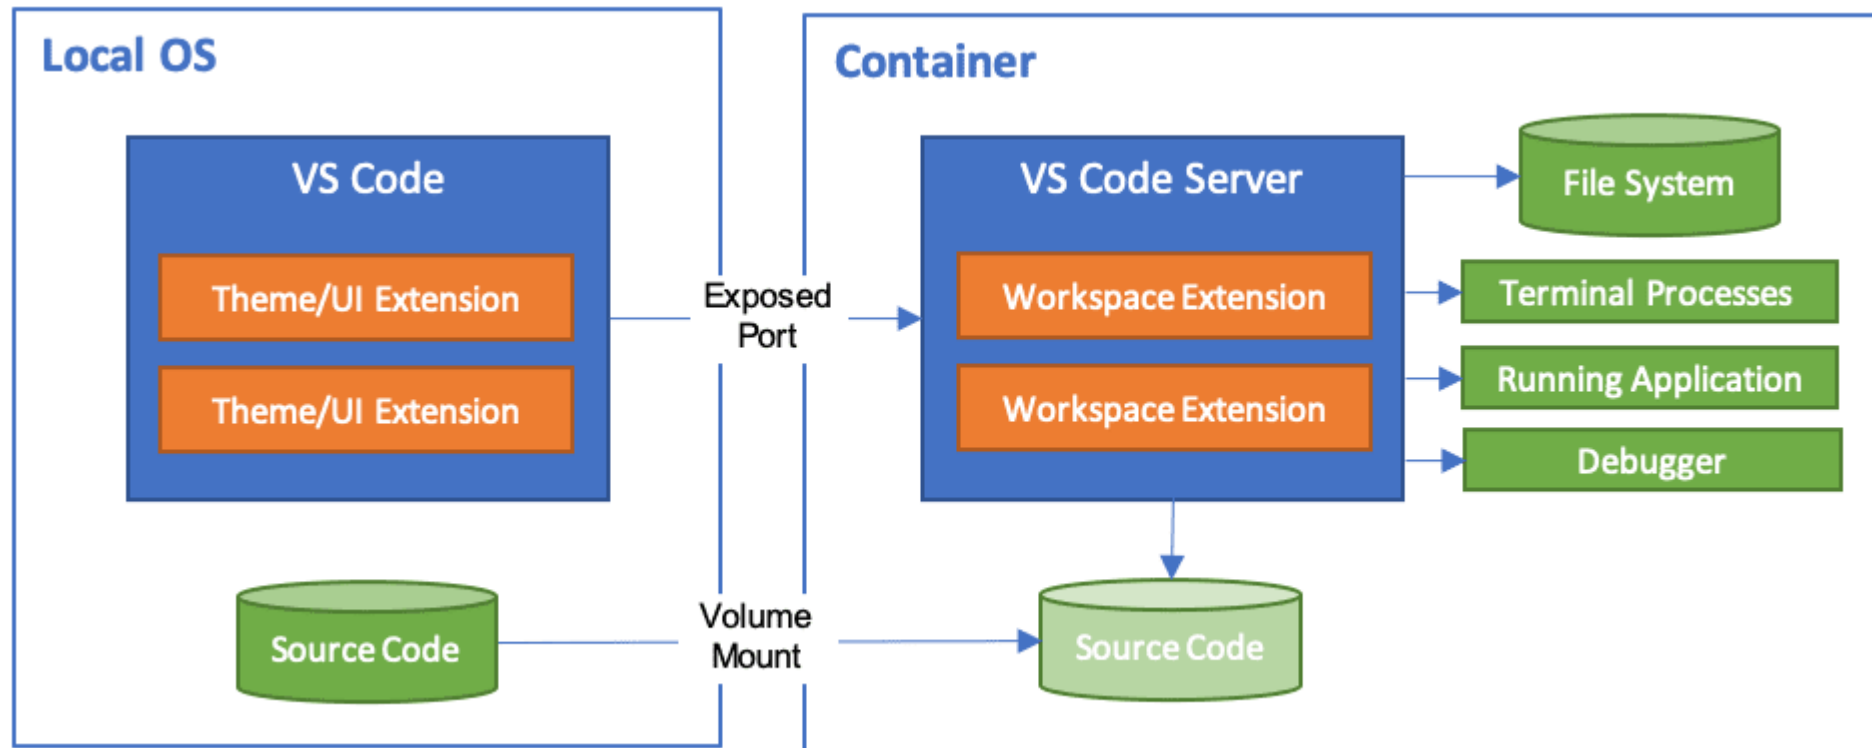 Local OS
VS Code
Theme/UI Extension
Theme/UI Extension
Source Code
Exposed
Port
Volume
Mount
Container
VS Code Server
Workspace Extension
Workspace Extension
Source Code
File System
Terminal Processes
Running Application
Debugger